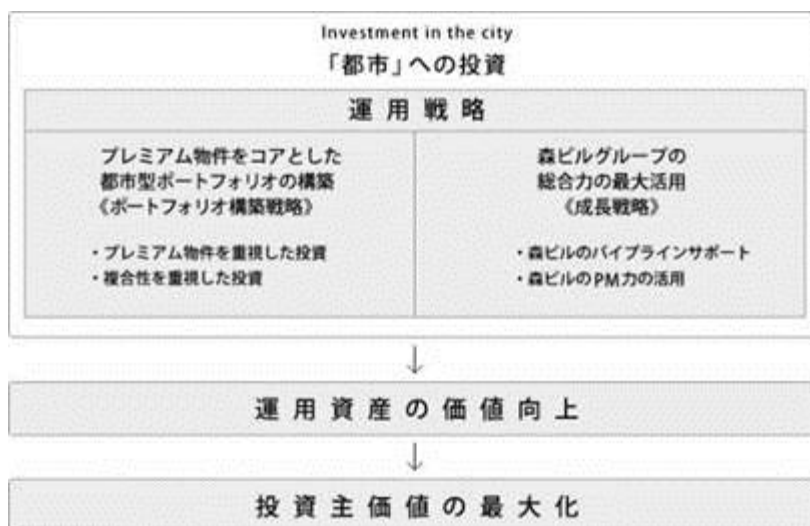 Investment in the city
「都市」への投資
運用戦略
プレミアム物件をコアとした
都市型ポートフォリオの構築
《ポートフォリオ構築戦略》
・プレミアム物件を重視した投資
・複合性を重視した投資
森ビルグループの
総合力の最大活用
《成長戦略》
・森ビルのパイプラインサポート
・森ビルのPM力の活用
↓
運用資産の価値向上
↓
投資主価値の最大化